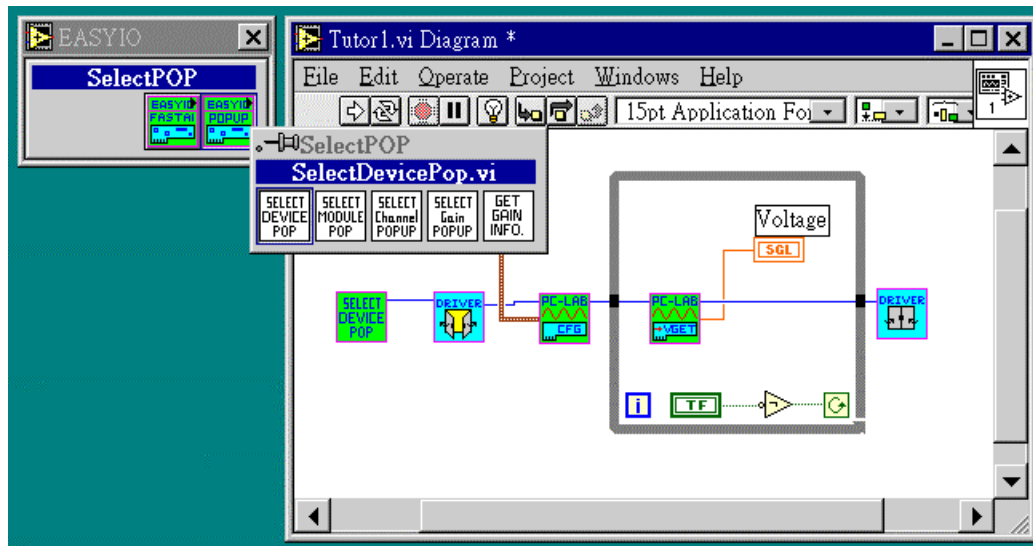 EASYIO
SelectPOP
EASYIO FASTAI
EASYIO POPUP
Tutor1.vi Diagram *
File Edit Operate Project Windows Help
15pt Application Fo
1
SelectPOP
SelectDevicePop.vi
SELECT DEVICE POP
SELECT MODULE POP
SELECT Channel POPUP
SELECT Gain POPUP
GET GAIN INFO.
Voltage
SGL
SELECT DEVICE POP
DRIVER
PC-LAB CFG
PC-LAB VGET
DRIVER
i
TF